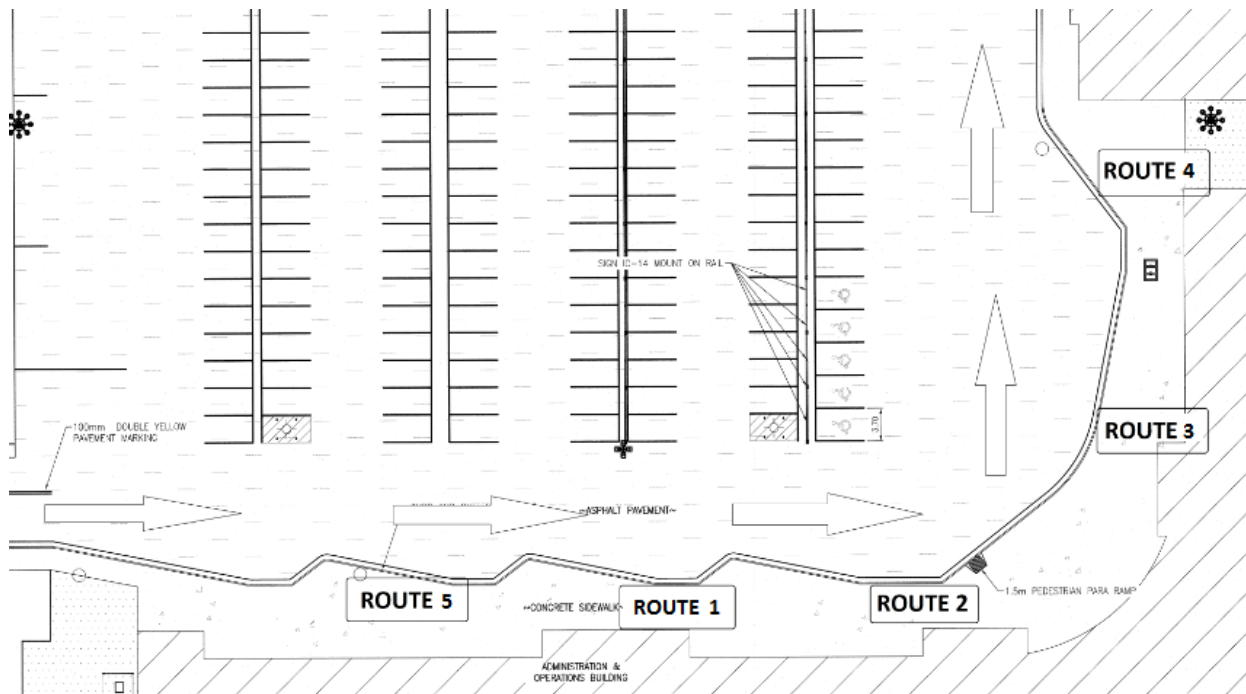 ROUTE 4
SIGN IC-14 MOUNT ON RAIL
3.70
100mm DOUBLE YELLOW
PAVEMENT MARKING
ROUTE 3
~ASPHALT PAVEMENT~
1.5m PEDESTRIAN PARA RAMP
ROUTE 5
~CONCRETE SIDEWALK~
ROUTE 1
ROUTE 2
ADMINISTRATION &
OPERATIONS BUILDING